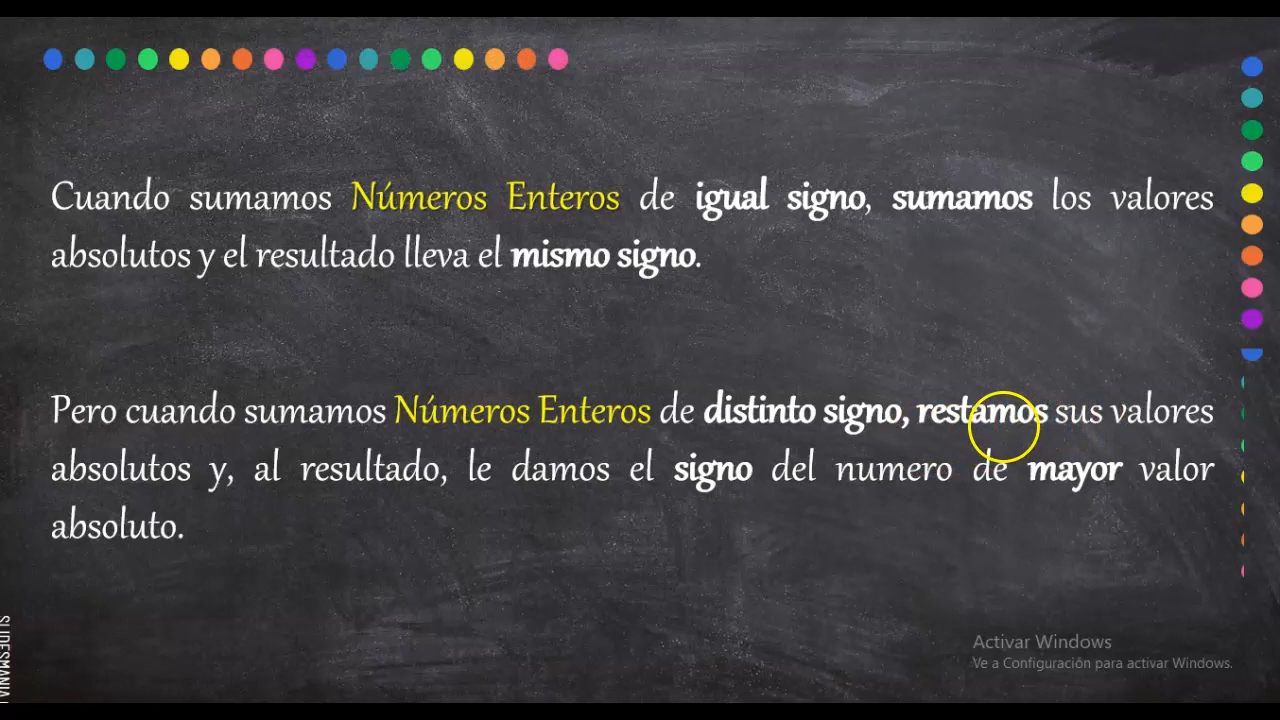 Cuando sumamos Números Enteros de igual signo, sumamos los valores
absolutos y el resultado lleva el mismo signo.
Pero cuando sumamos Números Enteros de distinto signo, restamos sus valores
absolutos y, al resultado, le damos el signo del numero de mayor valor
absoluto.
Activar Windows
Ve a Configuración para activar Windows.
SLIDESMANIA